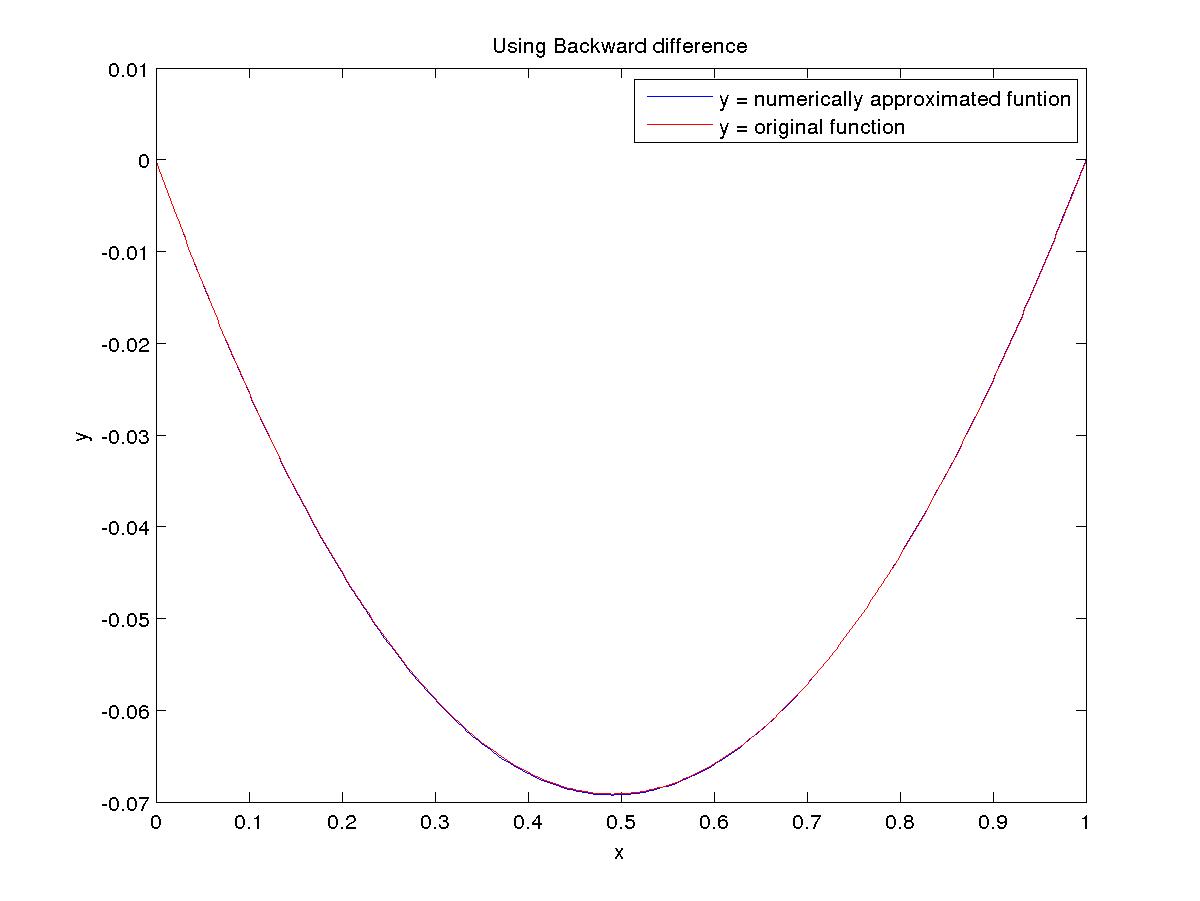 Using Backward difference
y = numerically approximated funtion
y = original function
0.01
0
-0.01
-0.02
-0.03
-0.04
-0.05
-0.06
-0.07
y
0 0.1 0.2 0.3 0.4 0.5 0.6 0.7 0.8 0.9 1
x